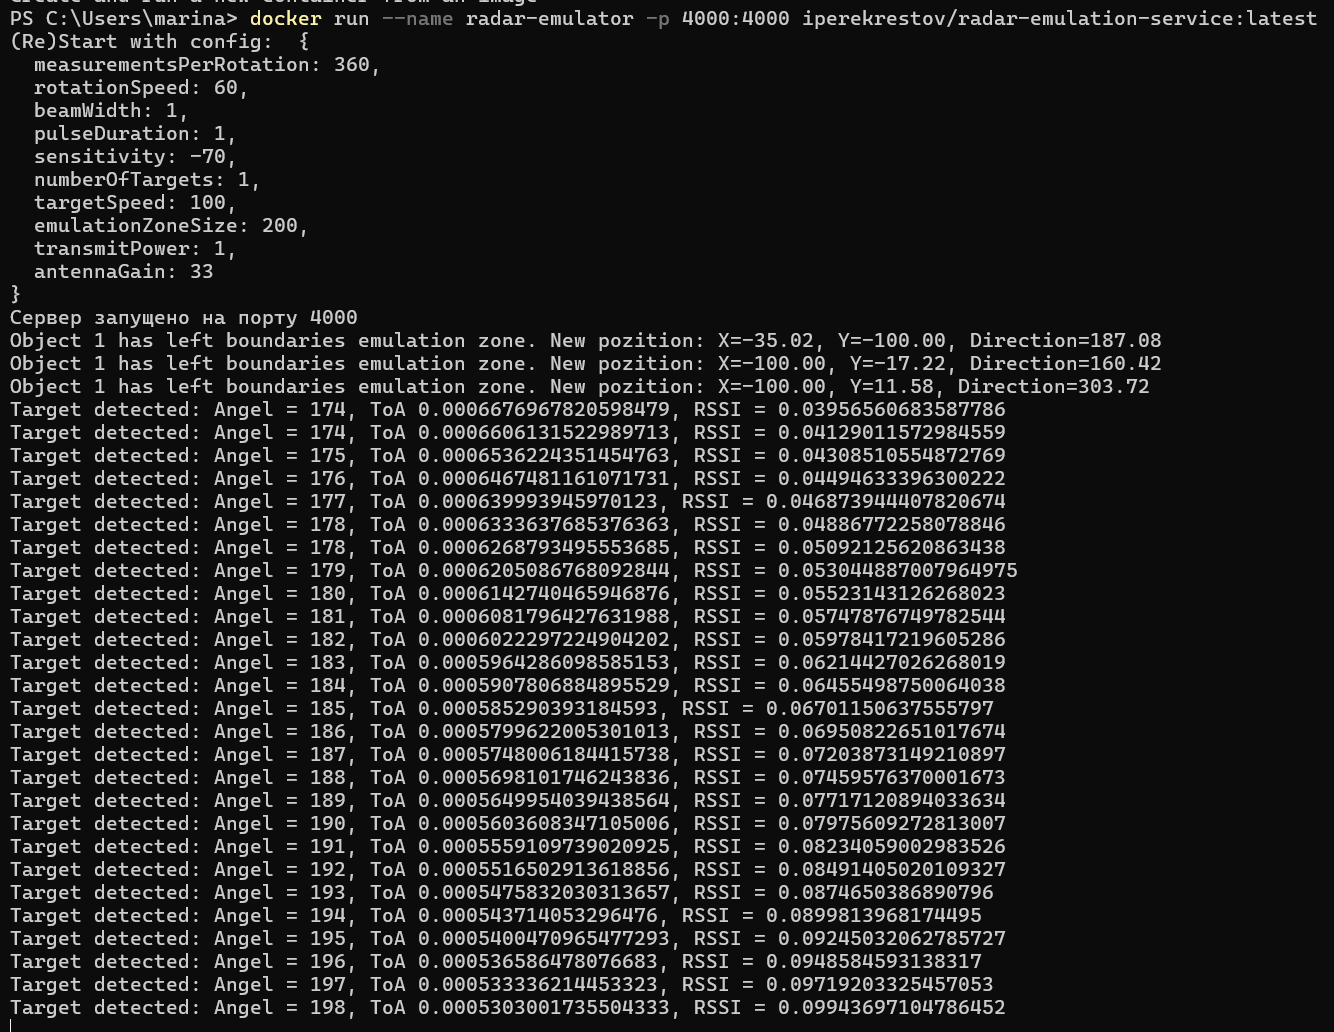 Create and run a new container from an image
PS C:\Users\marina> docker run --name radar-emulator -p 4000:4000 iperekrestov/radar-emulation-service:latest
(Re)Start with config:  {
  measurementsPerRotation: 360,
  rotationSpeed: 60,
  beamWidth: 1,
  pulseDuration: 1,
  sensitivity: -70,
  numberOfTargets: 1,
  targetSpeed: 100,
  emulationZoneSize: 200,
  transmitPower: 1,
  antennaGain: 33
}
Сервер запущено на порту 4000
Object 1 has left boundaries emulation zone. New pozition: X=-35.02, Y=-100.00, Direction=187.08
Object 1 has left boundaries emulation zone. New pozition: X=-100.00, Y=-17.22, Direction=160.42
Object 1 has left boundaries emulation zone. New pozition: X=-100.00, Y=11.58, Direction=303.72
Target detected: Angel = 174, ToA 0.0006676967820598479, RSSI = 0.03956560683587786
Target detected: Angel = 174, ToA 0.0006606131522989713, RSSI = 0.04129011572984559
Target detected: Angel = 175, ToA 0.0006536224351454763, RSSI = 0.04308510554872769
Target detected: Angel = 176, ToA 0.0006467481161071731, RSSI = 0.04494633396300222
Target detected: Angel = 177, ToA 0.000639993945970123, RSSI = 0.046873944407820674
Target detected: Angel = 178, ToA 0.0006333637685376363, RSSI = 0.04886772258078846
Target detected: Angel = 178, ToA 0.0006268793495553685, RSSI = 0.05092125620863438
Target detected: Angel = 179, ToA 0.0006205086768092844, RSSI = 0.053044887007964975
Target detected: Angel = 180, ToA 0.0006142740465946876, RSSI = 0.05523143126268023
Target detected: Angel = 181, ToA 0.0006081796427631988, RSSI = 0.05747876749782544
Target detected: Angel = 182, ToA 0.0006022297224904202, RSSI = 0.05978417219605286
Target detected: Angel = 183, ToA 0.0005964286098585153, RSSI = 0.06214427026268019
Target detected: Angel = 184, ToA 0.0005907806884895529, RSSI = 0.06455498750064038
Target detected: Angel = 185, ToA 0.000585290393184593, RSSI = 0.06701150637555797
Target detected: Angel = 186, ToA 0.0005799622005301013, RSSI = 0.06950822651017674
Target detected: Angel = 187, ToA 0.0005748006184415738, RSSI = 0.07203873149210897
Target detected: Angel = 188, ToA 0.0005698101746243836, RSSI = 0.07459576370001673
Target detected: Angel = 189, ToA 0.0005649954039438564, RSSI = 0.07717120894033634
Target detected: Angel = 190, ToA 0.0005603608347105006, RSSI = 0.07975609272813007
Target detected: Angel = 191, ToA 0.0005559109739020925, RSSI = 0.08234059002983526
Target detected: Angel = 192, ToA 0.0005516502913618856, RSSI = 0.08491405020109327
Target detected: Angel = 193, ToA 0.0005475832030313657, RSSI = 0.0874650386890796
Target detected: Angel = 194, ToA 0.000543714053296476, RSSI = 0.0899813968174495
Target detected: Angel = 195, ToA 0.0005400470965477293, RSSI = 0.09245032062785727
Target detected: Angel = 196, ToA 0.000536586478076683, RSSI = 0.0948584593138317
Target detected: Angel = 197, ToA 0.000533336214453323, RSSI = 0.09719203325457053
Target detected: Angel = 198, ToA 0.0005303001735504333, RSSI = 0.09943697104786452